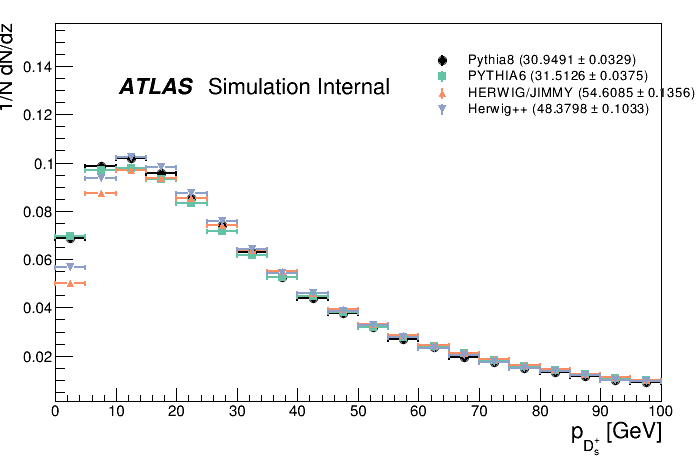 1/N dN/dz
ATLAS Simulation Internal
Pythia8 (30.9491 ± 0.0329)
PYTHIA6 (31.5126 ± 0.0375)
HERWIG/JIMMY (54.6085 ± 0.1356)
Herwig++ (48.3798 ± 0.1033)
0.14
0.12
0.1
0.08
0.06
0.04
0.02
0 10 20 30 40 50 60 70 80 90 100
p_{D_s^+} [GeV]